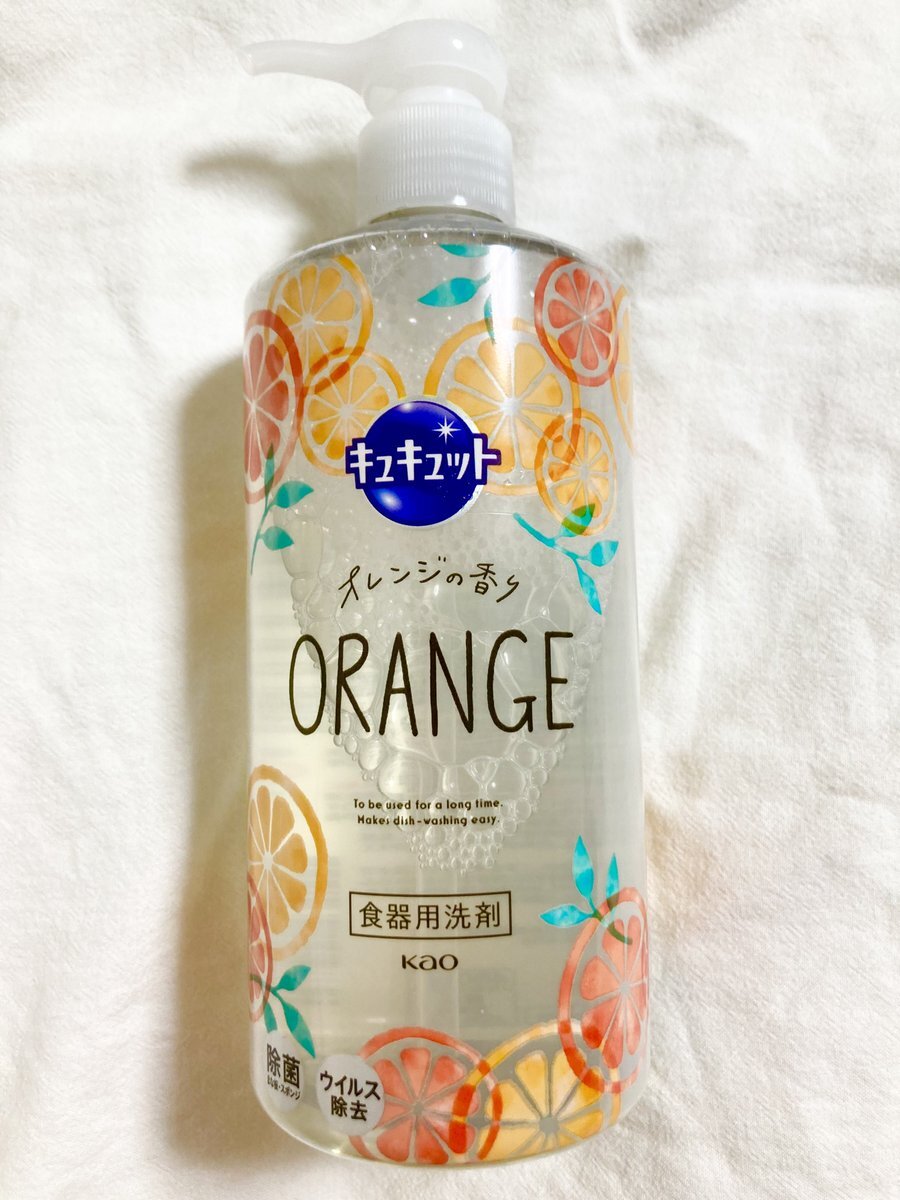 キュキュット
オレンジの香り
ORANGE
To be used for a long time.
Makes dish-washing easy.
食器用洗剤
Kao
除菌
ウイルス
除去